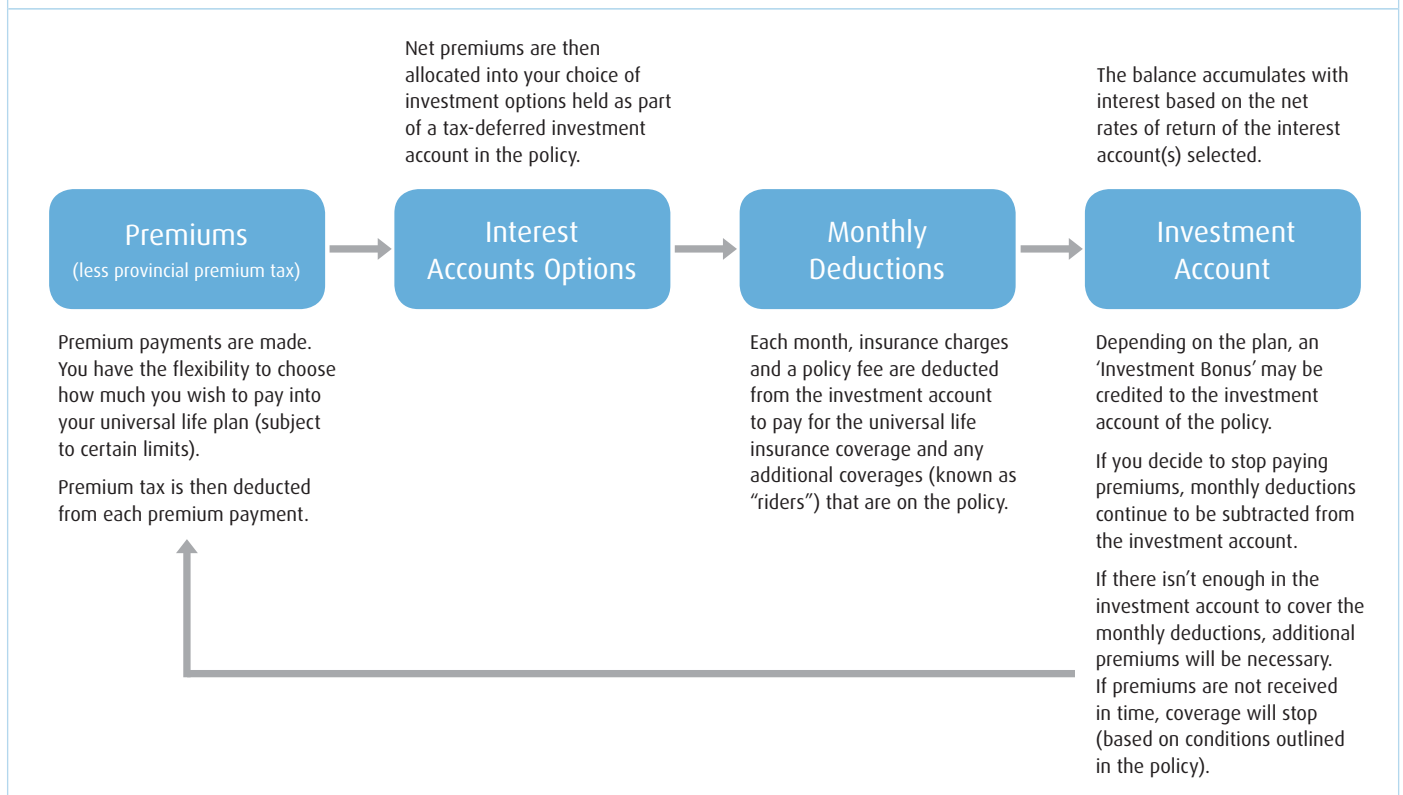 Net premiums are then
allocated into your choice of
investment options held as part
of a tax-deferred investment
account in the policy.
The balance accumulates with
interest based on the net
rates of return of the interest
account(s) selected.
Premiums
(less provincial premium tax)
Interest
Accounts Options
Monthly
Deductions
Investment
Account
Premium payments are made.
You have the flexibility to choose
how much you wish to pay into
your universal life plan (subject
to certain limits).
Premium tax is then deducted
from each premium payment.
Each month, insurance charges
and a policy fee are deducted
from the investment account
to pay for the universal life
insurance coverage and any
additional coverages (known as
“riders”) that are on the policy.
Depending on the plan, an
‘Investment Bonus’ may be
credited to the investment
account of the policy.
If you decide to stop paying
premiums, monthly deductions
continue to be subtracted from
the investment account.
If there isn’t enough in the
investment account to cover the
monthly deductions, additional
premiums will be necessary.
If premiums are not received
in time, coverage will stop
(based on conditions outlined
in the policy).